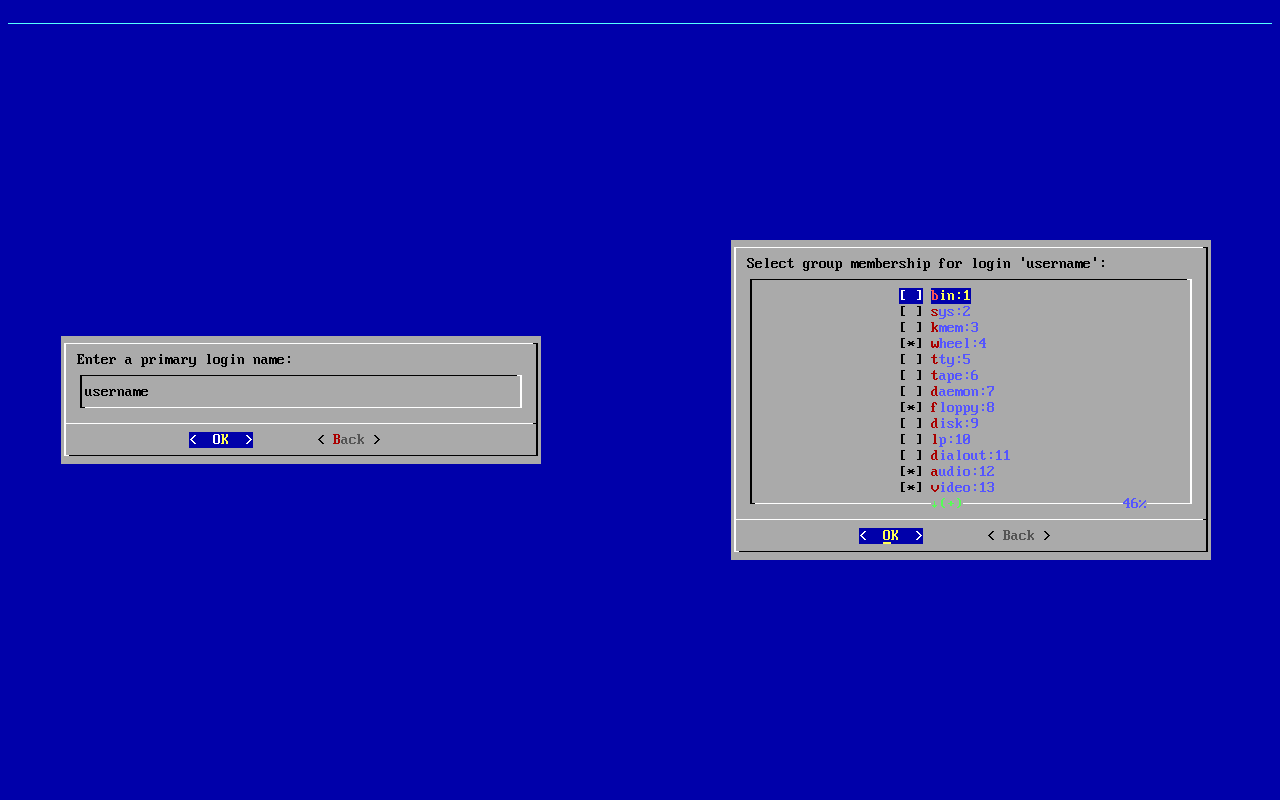 Enter a primary login name:
username
< OK > < Back >
Select group membership for login 'username':
[ ] bin:1
[ ] sys:2
[ ] kmem:3
[*] wheel:4
[ ] tty:5
[ ] tape:6
[ ] daemon:7
[*] floppy:8
[ ] disk:9
[ ] lp:10
[ ] dialout:11
[*] audio:12
[*] video:13
↓(+) 46%
< OK > < Back >